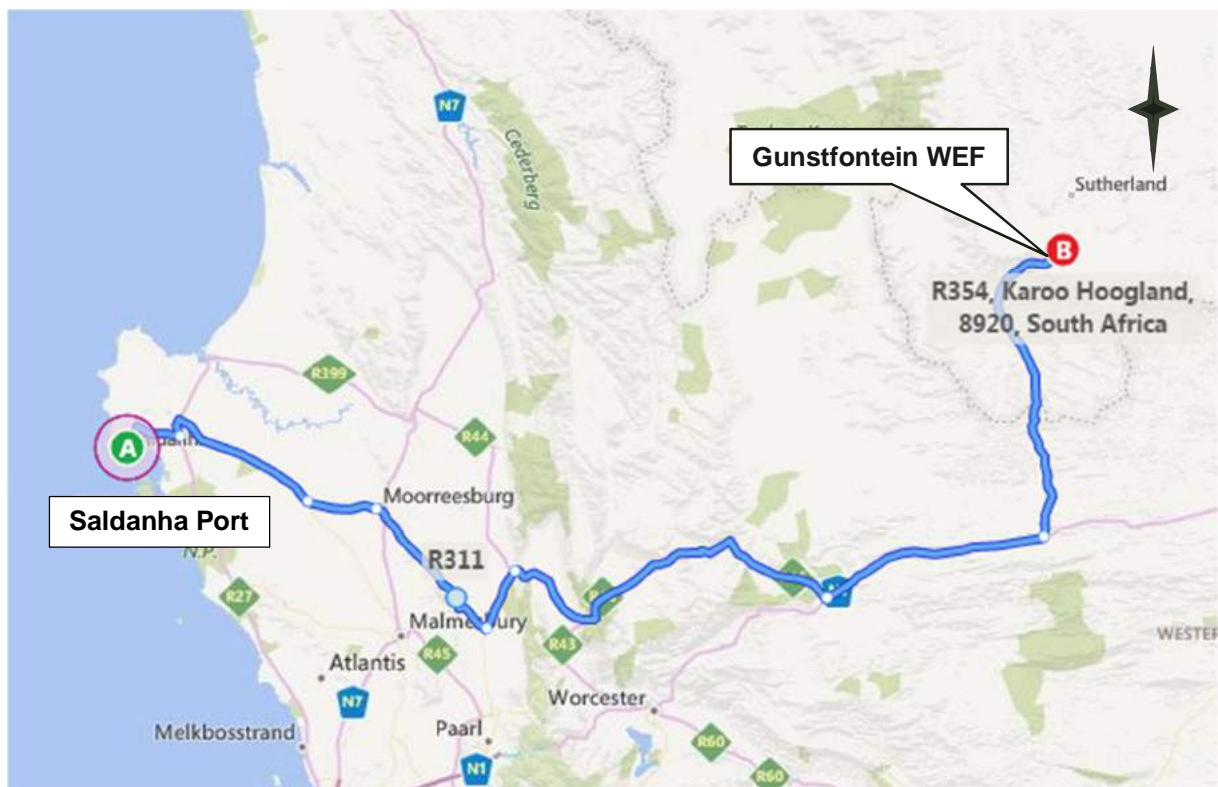 N7
Cederberg
Gunstfontein WEF
Sutherland
B
R354, Karoo Hoogland,
8920, South Africa
R399
A
R44
Saldanha Port
Moorreesburg
N.P.
R311
R27
Malmesbury
R43
R45
WESTER
Atlantis
N7
Worcester
Melkbosstrand
Paarl
R60
N1
R60